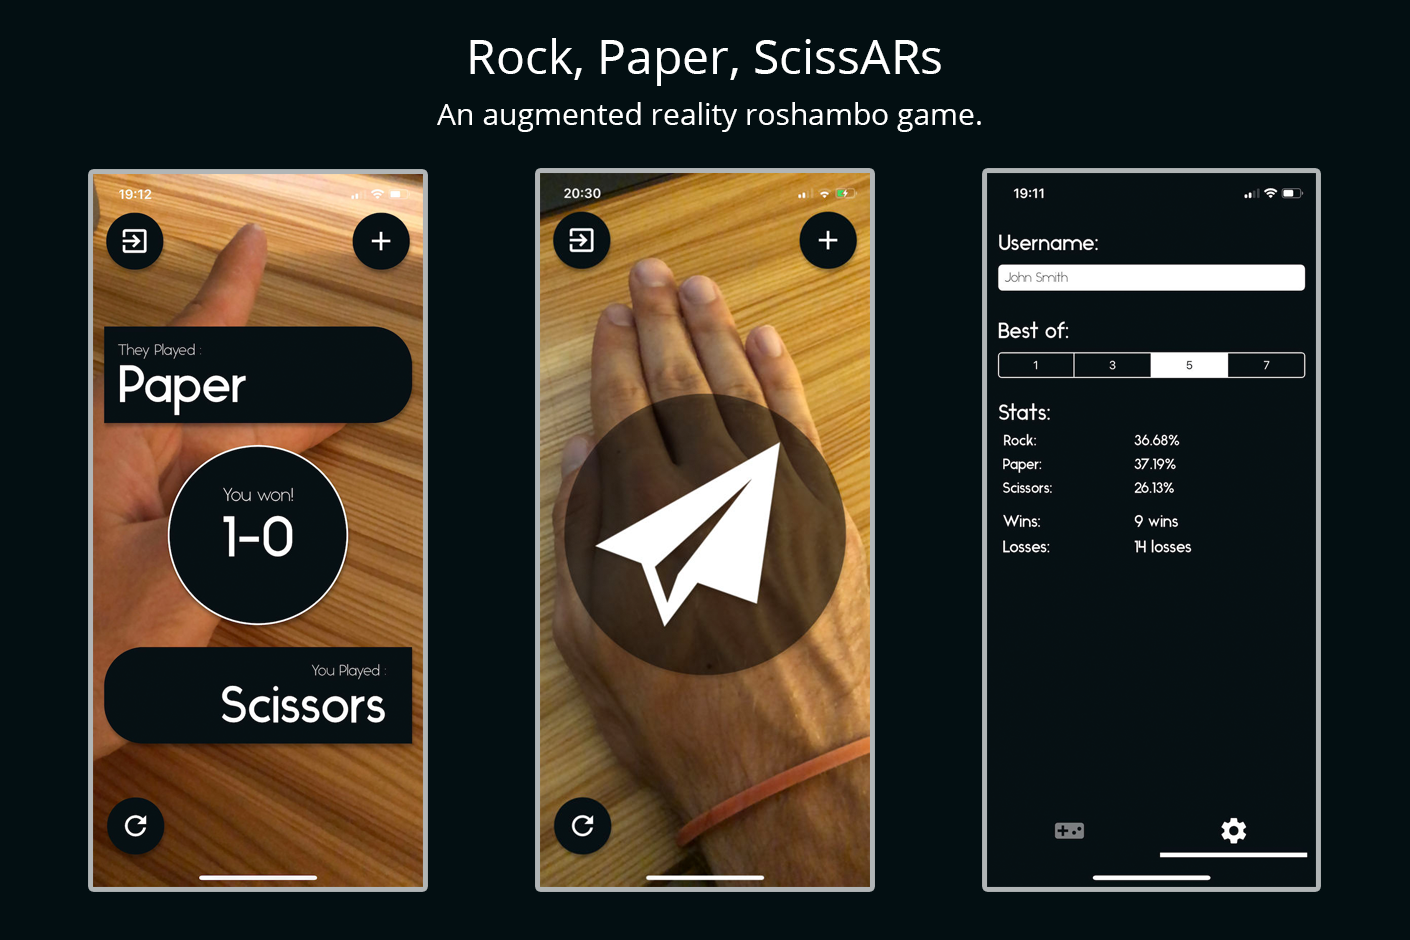 Rock, Paper, ScissARs
An augmented reality roshambo game.
19:12
They Played :
Paper
You won!
1-0
You Played :
Scissors
20:30
19:11
Username:
John Smith
Best of:
1 3 5 7
Stats:
Rock: 36.68%
Paper: 37.19%
Scissors: 26.13%
Wins: 9 wins
Losses: 14 losses